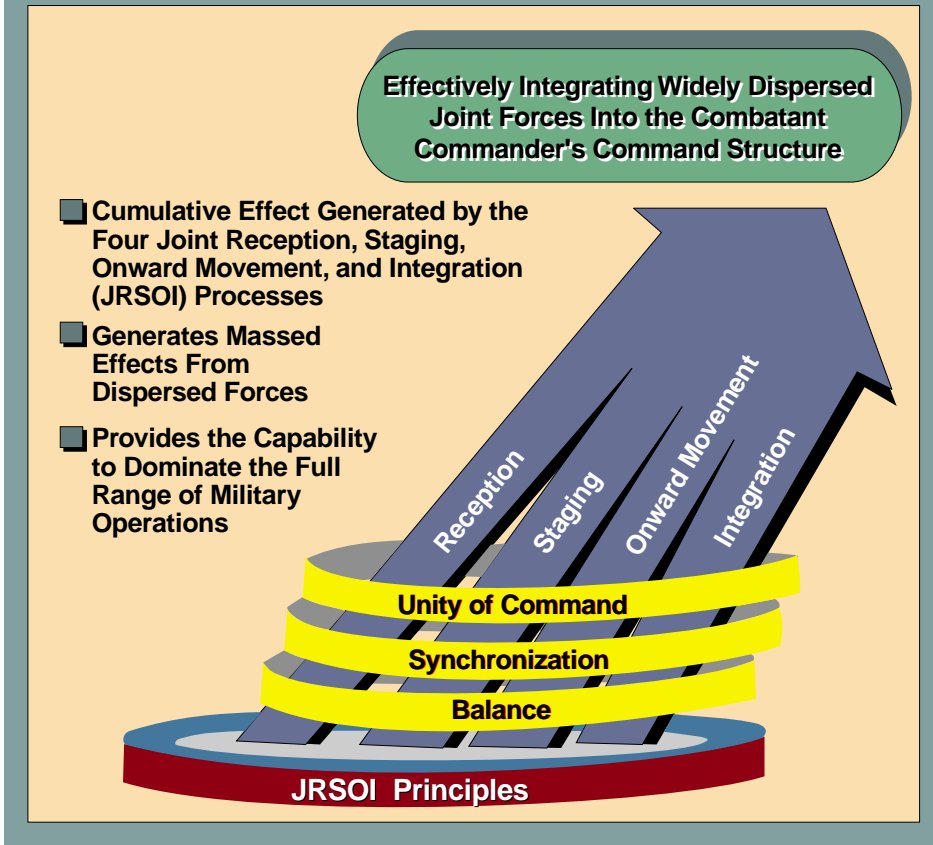 Effectively Integrating Widely Dispersed
Joint Forces Into the Combatant
Commander's Command Structure
Cumulative Effect Generated by the
Four Joint Reception, Staging,
Onward Movement, and Integration
(JRSOI) Processes
Generates Massed
Effects From
Dispersed Forces
Provides the Capability
to Dominate the Full
Range of Military
Operations
Reception
Staging
Onward Movement
Integration
Unity of Command
Synchronization
Balance
JRSOI Principles